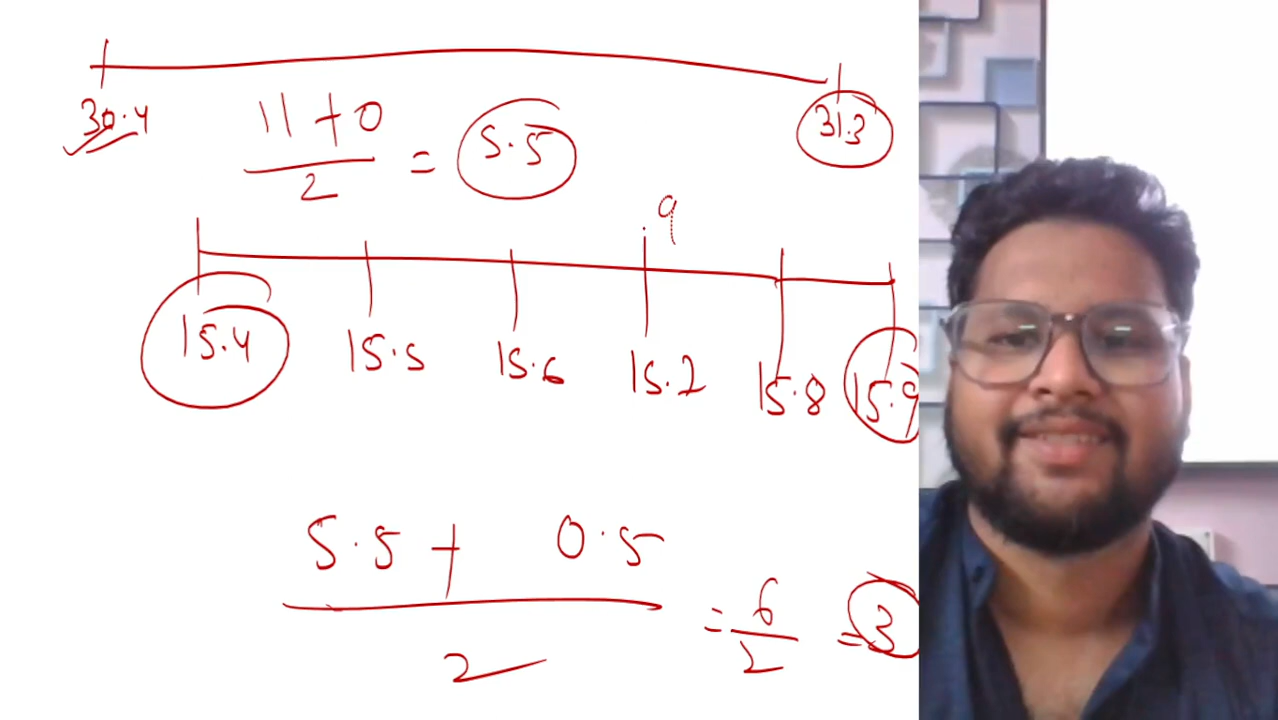 30.4 31.3
11 + 0 / 2 = 5.5
9
15.4 15.5 15.6 15.7 15.8 15.9
5.5 + 0.5 / 2 = 6 / 2 = 3